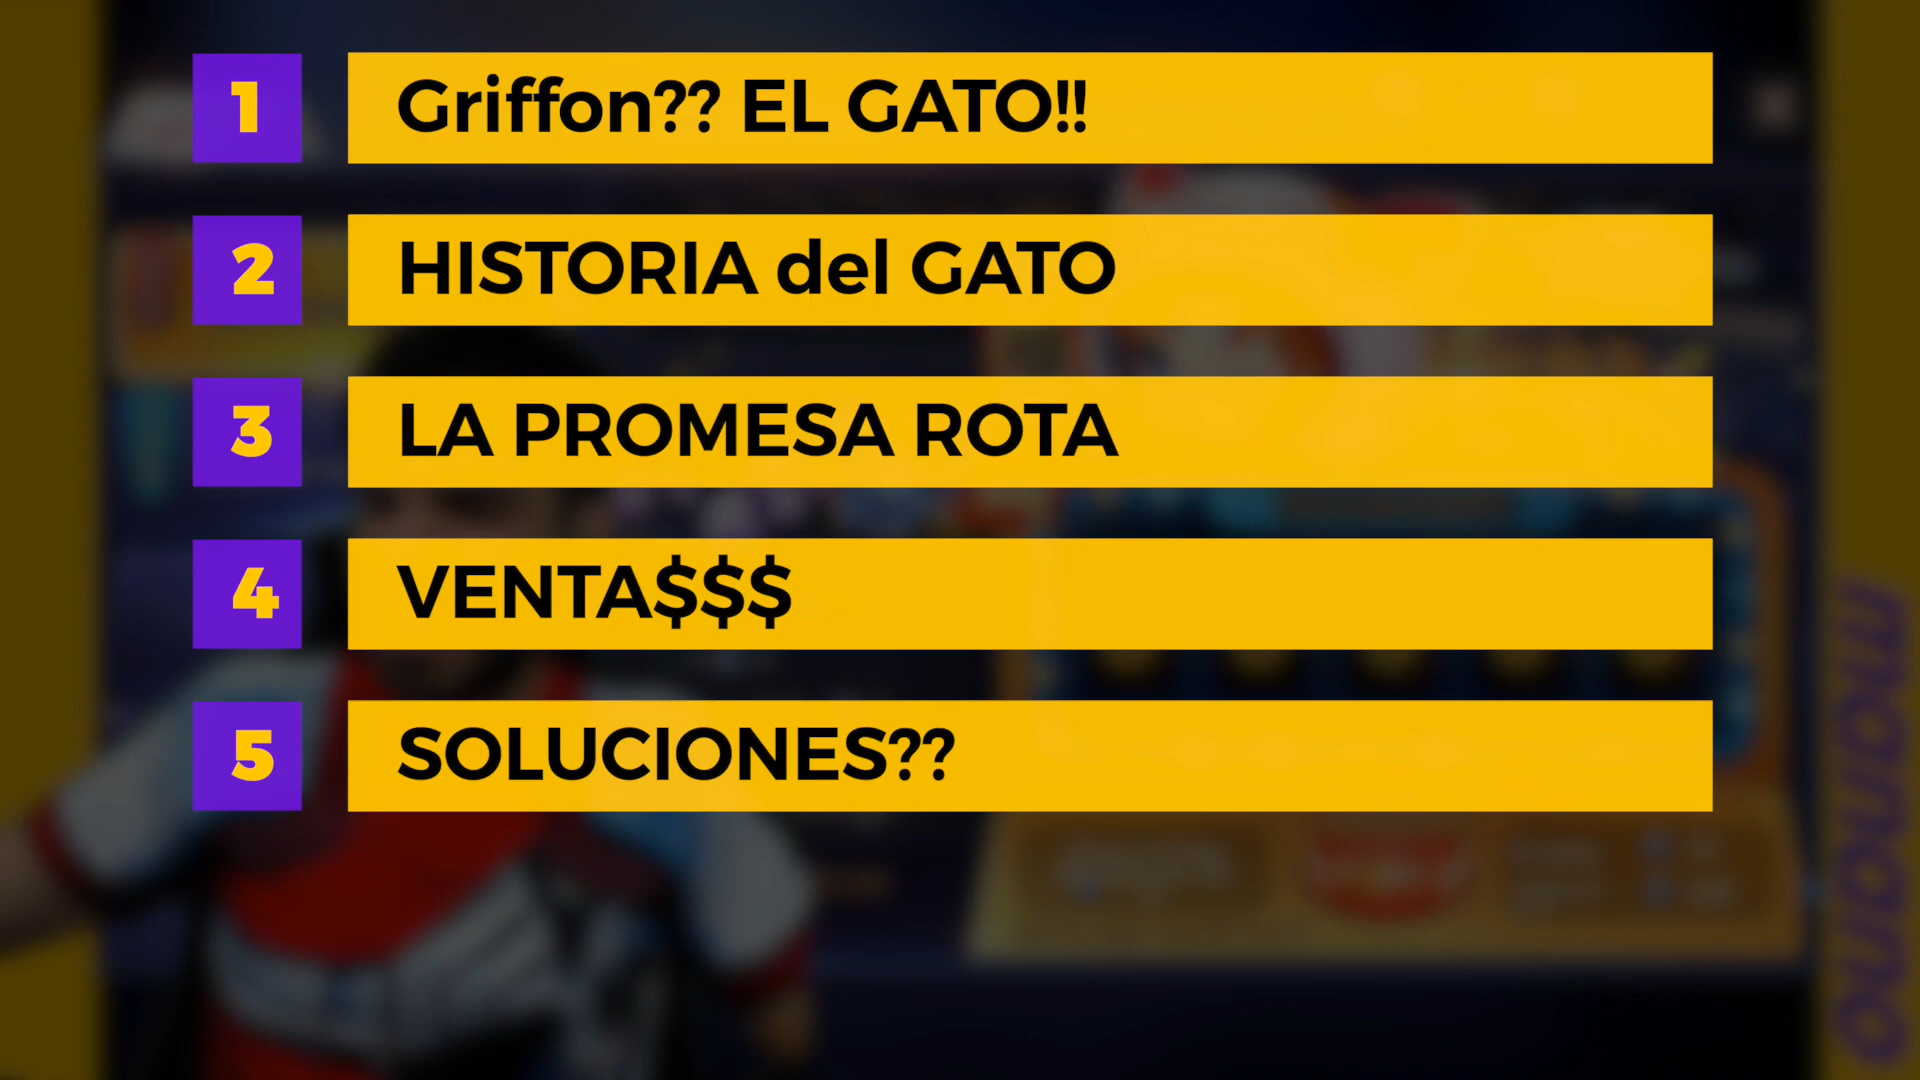 1 Griffon?? EL GATO!!
2 HISTORIA del GATO
3 LA PROMESA ROTA
4 VENTA$$$
5 SOLUCIONES??